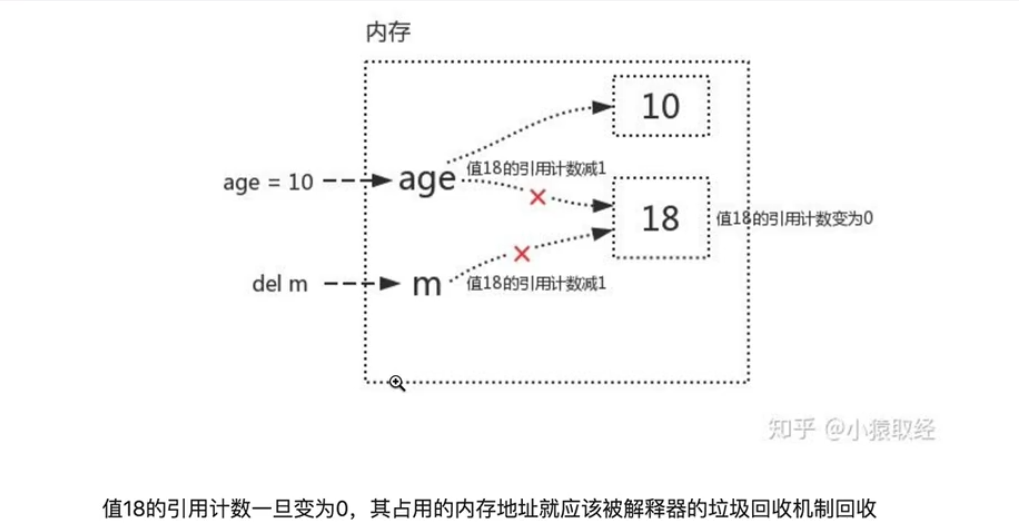 内存
10
值18的引用计数减1
age = 10
age
18
值18的引用计数变为0
del m
m
值18的引用计数减1
知乎 @小猿取经
值18的引用计数一旦变为0，其占用的内存地址就应该被解释器的垃圾回收机制回收